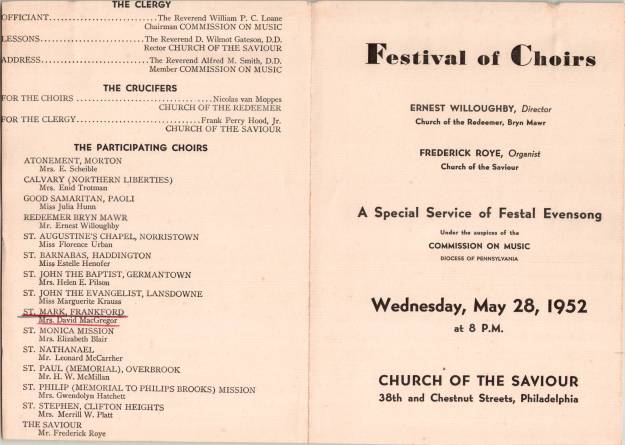 THE CLERGY
OFFICIANT..................The Reverend William P. C. Loane
Chairman COMMISSION ON MUSIC
LESSONS.................The Reverend D. Wilmot Gateson, D.D.
Rector CHURCH OF THE SAVIOUR
ADDRESS..................The Reverend Alfred M. Smith, D.D.
Member COMMISSION ON MUSIC
THE CRUCIFERS
FOR THE CHOIRS..............................Nicolas van Moppes
CHURCH OF THE REDEEMER
FOR THE CLERGY..........................Frank Perry Hood, Jr.
CHURCH OF THE SAVIOUR
THE PARTICIPATING CHOIRS
ATONEMENT, MORTON
Mrs. E. Scheible
CALVARY (NORTHERN LIBERTIES)
Mrs. Enid Trotman
GOOD SAMARITAN, PAOLI
Miss Julia Hunn
REDEEMER BRYN MAWR
Mr. Ernest Willoughby
ST. AUGUSTINE'S CHAPEL, NORRISTOWN
Miss Florence Urban
ST. BARNABAS, HADDINGTON
Miss Estelle Henofer
ST. JOHN THE BAPTIST, GERMANTOWN
Mrs. Helen E. Pilson
ST. JOHN THE EVANGELIST, LANSDOWNE
Miss Marguerite Krauss
ST. MARK, FRANKFORD
Mrs. David MacGregor
ST. MONICA MISSION
Mrs. Elizabeth Blair
ST. NATHANAEL
Mr. Leonard McCarrher
ST. PAUL (MEMORIAL), OVERBROOK
Mr. H. W. McMillan
ST. PHILIP (MEMORIAL TO PHILIPS BROOKS) MISSION
Mrs. Gwendolyn Hatchett
ST. STEPHEN, CLIFTON HEIGHTS
Mrs. Merrill W. Platt
THE SAVIOUR
Mr. Frederick Roye
Festival of Choirs
ERNEST WILLOUGHBY, Director
Church of the Redeemer, Bryn Mawr
FREDERICK ROYE, Organist
Church of the Saviour
A Special Service of Festal Evensong
Under the auspices of the
COMMISSION ON MUSIC
DIOCESE OF PENNSYLVANIA
Wednesday, May 28, 1952
at 8 P.M.
CHURCH OF THE SAVIOUR
38th and Chestnut Streets, Philadelphia